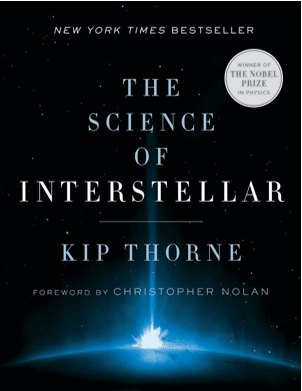 NEW YORK TIMES BESTSELLER
WINNER OF
THE NOBEL
PRIZE
IN PHYSICS
THE
SCIENCE
OF
INTERSTELLAR
KIP THORNE
FOREWORD BY CHRISTOPHER NOLAN